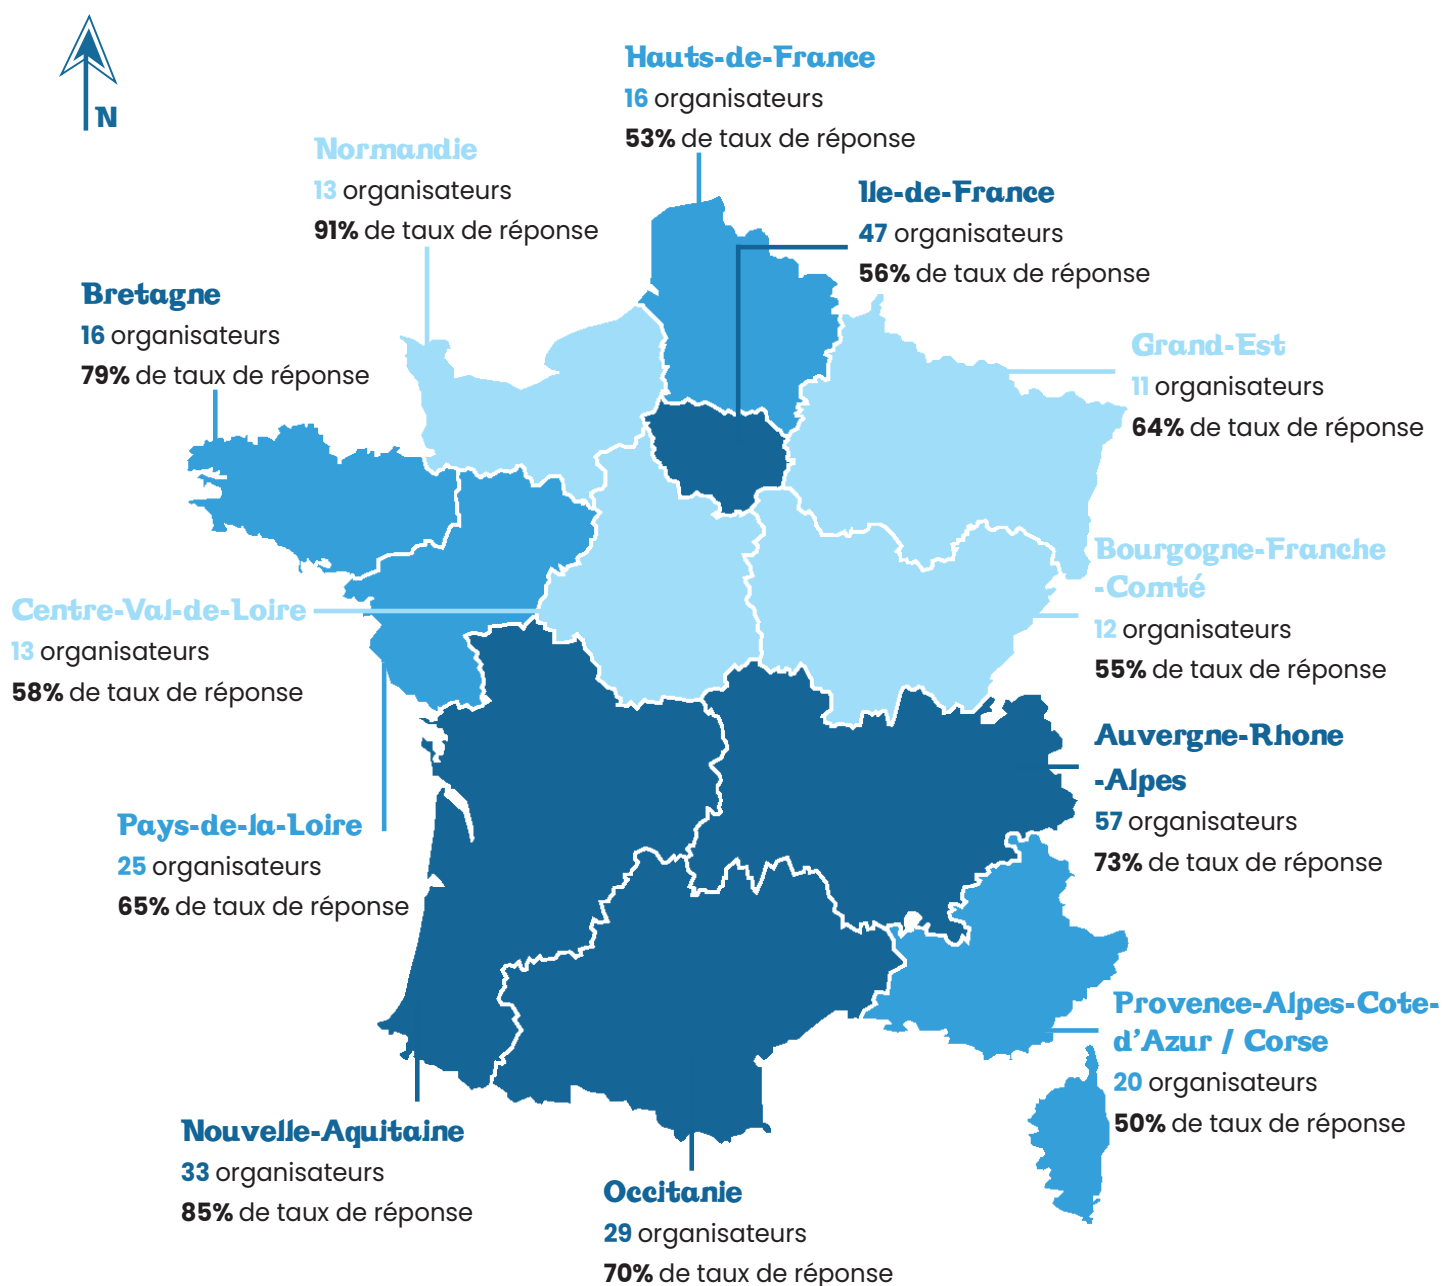 N
Hauts-de-France
16 organisateurs
53% de taux de réponse
Normandie
13 organisateurs
91% de taux de réponse
Ile-de-France
47 organisateurs
56% de taux de réponse
Bretagne
16 organisateurs
79% de taux de réponse
Grand-Est
11 organisateurs
64% de taux de réponse
Bourgogne-Franche
-Comté
12 organisateurs
55% de taux de réponse
Centre-Val-de-Loire
13 organisateurs
58% de taux de réponse
Auvergne-Rhone
-Alpes
57 organisateurs
73% de taux de réponse
Pays-de-la-Loire
25 organisateurs
65% de taux de réponse
Provence-Alpes-Cote-
d'Azur / Corse
20 organisateurs
50% de taux de réponse
Nouvelle-Aquitaine
33 organisateurs
85% de taux de réponse
Occitanie
29 organisateurs
70% de taux de réponse